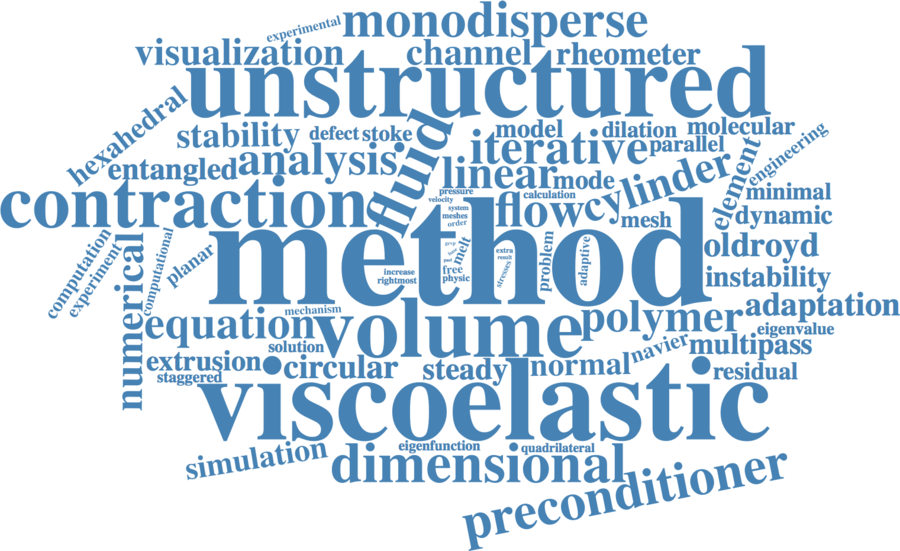 experimental
monodisperse
visualization
channel
rheometer
unstructured
hexahedral
stability
defect
stoke
fluid
model
dilation
molecular
entangled
analysis
iterative
parallel
engineering
linear
mode
linder
element
minimal
contraction
pressure
velocity
calculation
flow
cy
mesh
dynamic
system
meshes
order
method
oldroyd
computation
experiment
numerical
computational
planar
melt
free
physic
increase
rightmost
extra
result
stresses
problem
adaptive
instability
mechanism
equation
volume
polymer
adaptation
eigenvalue
solution
navier
multipass
extrusion
circular
steady
normal
residual
staggered
viscoelastic
simulation
eigenfunction
quadrilateral
dimensional
preconditioner